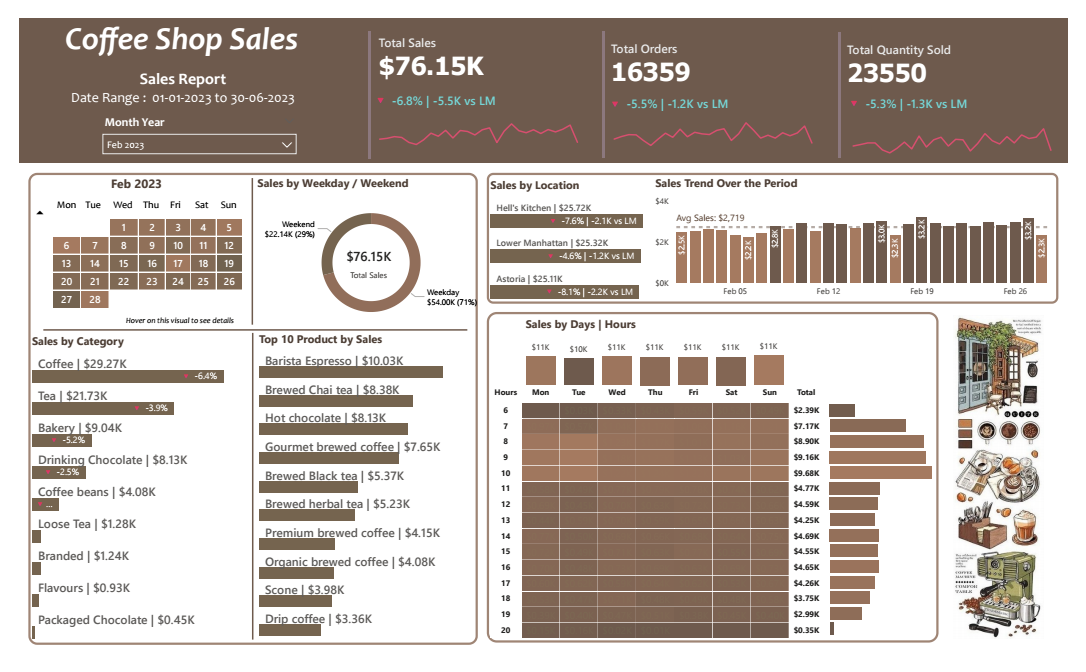 Coffee Shop Sales
Sales Report
Date Range : 01-01-2023 to 30-06-2023
Month Year
Feb 2023
Total Sales
$76.15K
-6.8% | -5.5K vs LM
Total Orders
16359
-5.5% | -1.2K vs LM
Total Quantity Sold
23550
-5.3% | -1.3K vs LM
Feb 2023
Mon Tue Wed Thu Fri Sat Sun
1 2 3 4 5
6 7 8 9 10 11 12
13 14 15 16 17 18 19
20 21 22 23 24 25 26
27 28
Hover on this visual to see details
Sales by Weekday / Weekend
Weekend
$22.14K (29%)
$76.15K
Total Sales
Weekday
$54.00K (71%)
Sales by Location
Hell's Kitchen | $25.72K
-7.6% | -2.1K vs LM
Lower Manhattan | $25.32K
-4.6% | -1.2K vs LM
Astoria | $25.11K
-8.1% | -2.2K vs LM
Sales Trend Over the Period
$4K
Avg Sales: $2,719
$2K
$0K
$2.5K $2.2K $2.8K $3.0K $2.3K $3.2K $3.2K $2.3K
Feb 05 Feb 12 Feb 19 Feb 26
Sales by Category
Coffee | $29.27K
-6.4%
Tea | $21.73K
-3.9%
Bakery | $9.04K
-5.2%
Drinking Chocolate | $8.13K
-2.5%
Coffee beans | $4.08K
...
Loose Tea | $1.28K
Branded | $1.24K
Flavours | $0.93K
Packaged Chocolate | $0.45K
Top 10 Product by Sales
Barista Espresso | $10.03K
Brewed Chai tea | $8.38K
Hot chocolate | $8.13K
Gourmet brewed coffee | $7.65K
Brewed Black tea | $5.37K
Brewed herbal tea | $5.23K
Premium brewed coffee | $4.15K
Organic brewed coffee | $4.08K
Scone | $3.98K
Drip coffee | $3.36K
Sales by Days | Hours
$11K $10K $11K $11K $11K $11K $11K
Hours Mon Tue Wed Thu Fri Sat Sun Total
6 $2.39K
7 $7.17K
8 $8.90K
9 $9.16K
10 $9.68K
11 $4.77K
12 $4.59K
13 $4.25K
14 $4.69K
15 $4.55K
16 $4.65K
17 $4.26K
18 $3.75K
19 $2.99K
20 $0.35K
COFFEE
MACHINE
COMFOR
TABLE